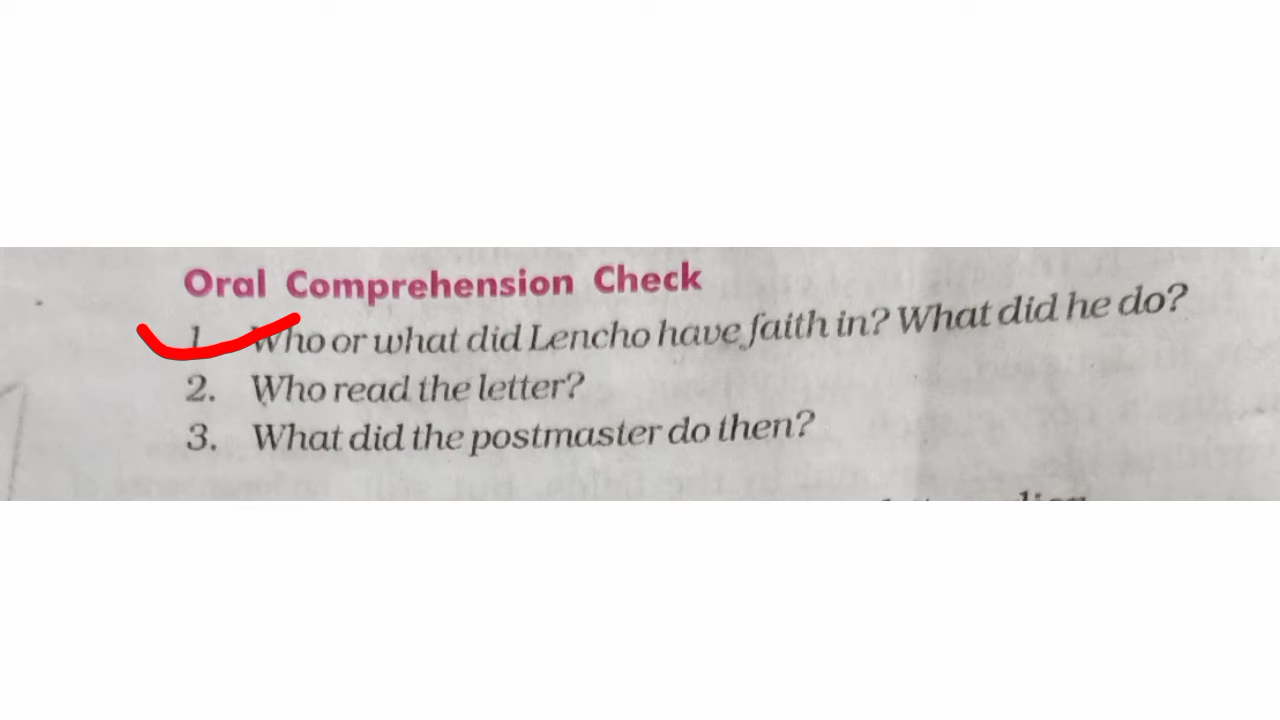 Oral Comprehension Check
1. Who or what did Lencho have faith in? What did he do?
2. Who read the letter?
3. What did the postmaster do then?